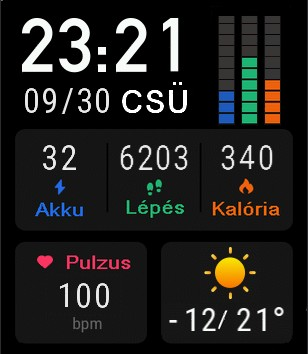 23:21
09/30 CSÜ
32 6203 340
Akku Lépés Kalória
Pulzus
100
bpm
-12/ 21°